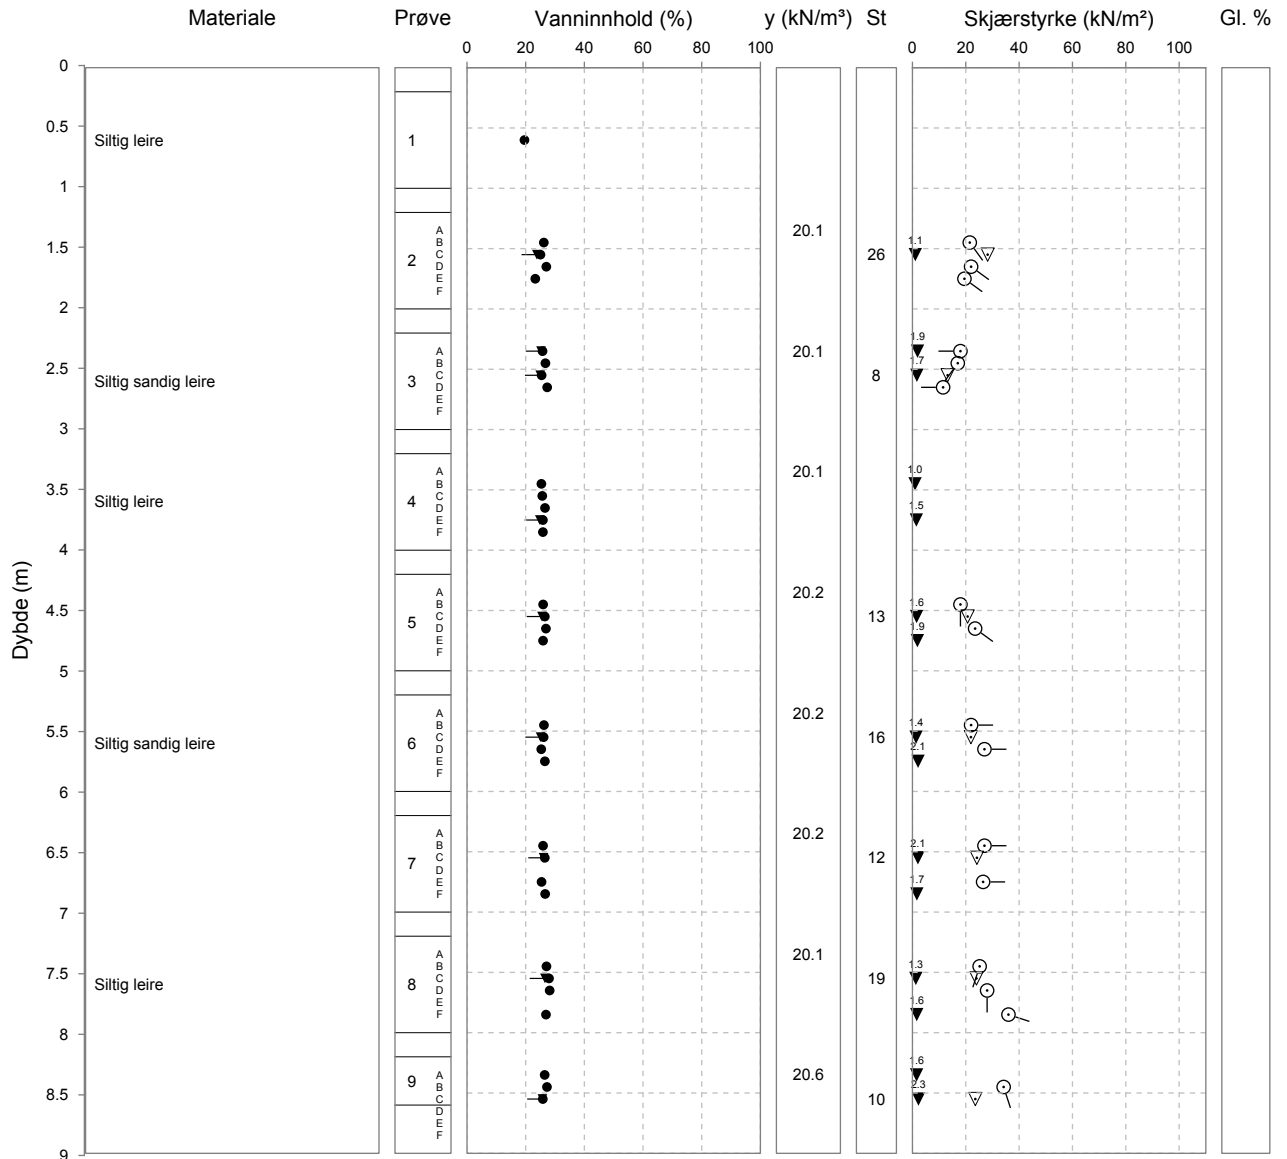 Materiale Prøve Vanninnhold (%) y (kN/m³) St Skjærstyrke (kN/m²) Gl. %
0 20 40 60 80 100 0 20 40 60 80 100
0
0.5
Siltig leire 1
1
A
B 20.1
1.5 1.1
2 C 26
D
E
F
2
A 1.9 20.1
B
2.5 1.7
Siltig sandig leire 3 C 8
D
E
F
3
A 1.0
B
3.5
Siltig leire 4 C
D 1.5
E
F
4
A 20.2
B 1.6
4.5
5 C 13
D 1.9
E
F
Dybde (m)
5
A 20.2
B 1.4
5.5
Siltig sandig leire 6 C 16
D 2.1
E
F
6
A 20.2
B 2.1
6.5
7 C 12
D 1.7
E
F
7
A 20.1
B 1.3
7.5
Siltig leire 8 C 19
D
E 1.6
F
8
A 20.6 1.6
9 B 2.3
8.5 C 10
D
E
F
9